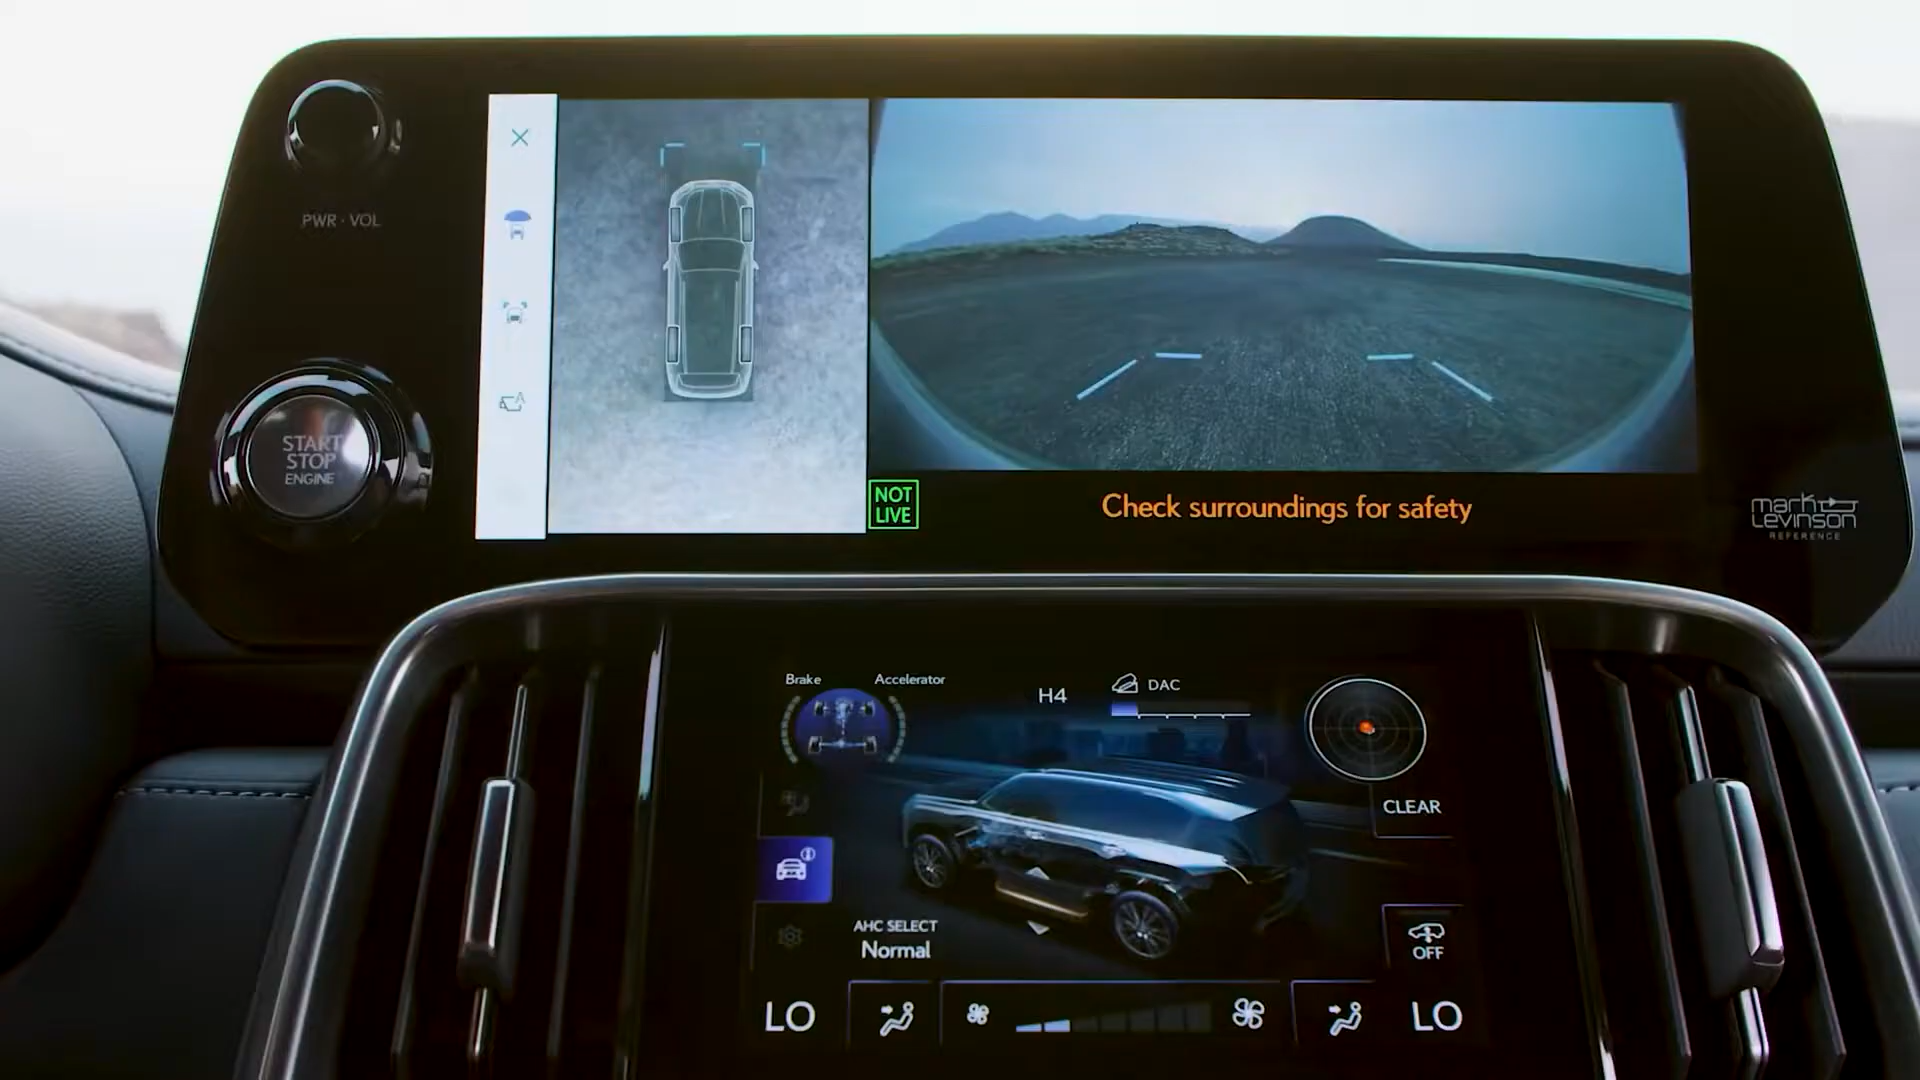 PWR · VOL
START
STOP
ENGINE
A
NOT
LIVE
Check surroundings for safety
mark
Levinson
REFERENCE
Brake
Accelerator
H4
DAC
CLEAR
AHC SELECT
Normal
OFF
LO
LO